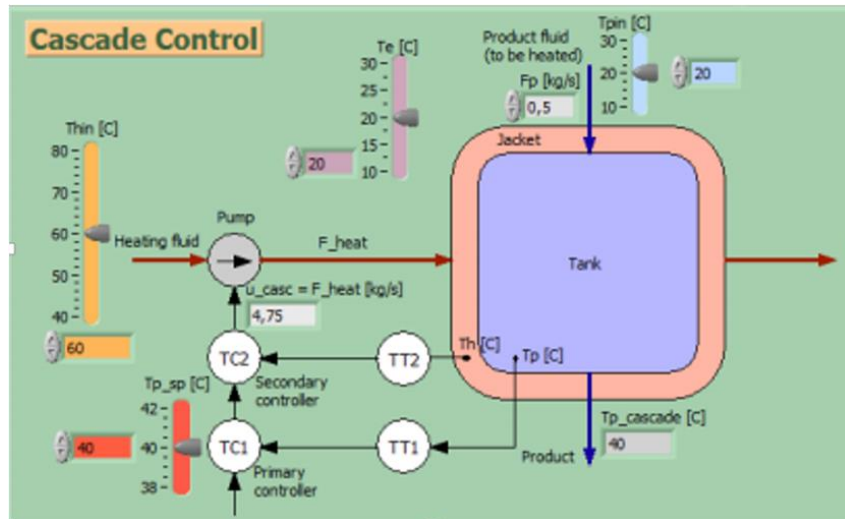 Cascade Control
Te [C]
30
25
20
15
10
20
Product fluid
(to be heated)
Fp [kg/s]
0,5
Tpin [C]
30
20
10
20
Thin [C]
80
70
60
50
40
60
Heating fluid
Pump
F_heat
u_casc = F_heat [kg/s]
4,75
Jacket
Tank
Th [C]
Tp [C]
TC2
TT2
Secondary
controller
Tp_sp [C]
42
40
38
40
TC1
TT1
Primary
controller
Product
Tp_cascade [C]
40